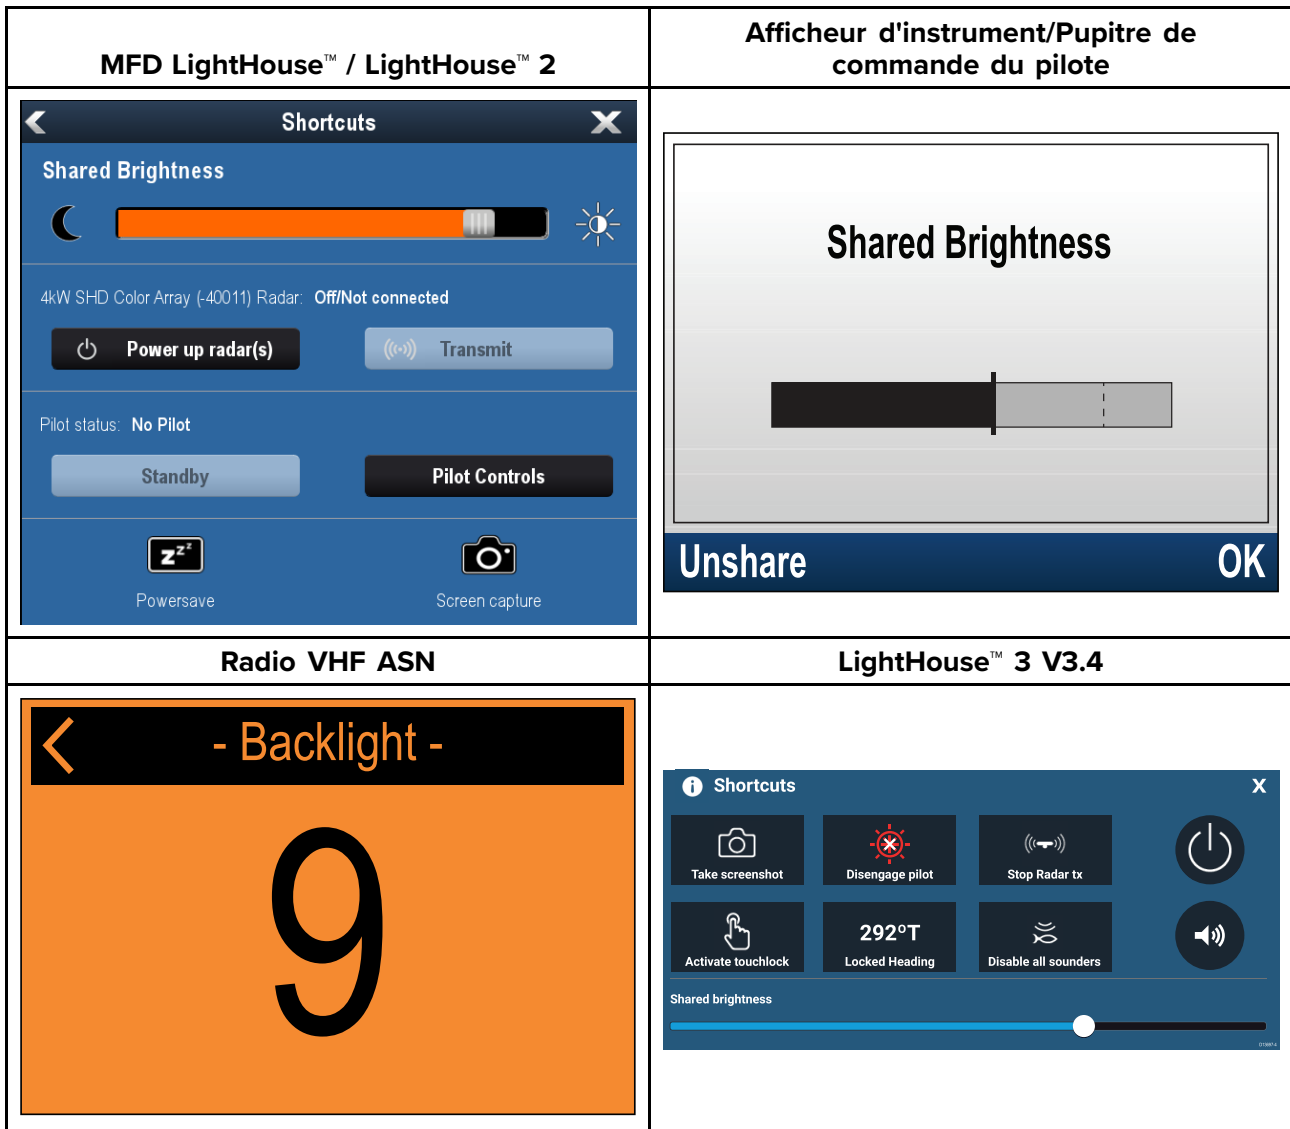 MFD LightHouse™ / LightHouse™ 2
Afficheur d'instrument/Pupitre de
commande du pilote
Shortcuts
Shared Brightness
4kW SHD Color Array (-40011) Radar: Off/Not connected
Power up radar(s)
Transmit
Pilot status: No Pilot
Standby
Pilot Controls
zzz
Powersave
Screen capture
Shared Brightness
Unshare
OK
Radio VHF ASN
LightHouse™ 3 V3.4
- Backlight -
9
Shortcuts
X
Take screenshot
Disengage pilot
Stop Radar tx
Activate touchlock
292°T
Locked Heading
Disable all sounders
Shared brightness